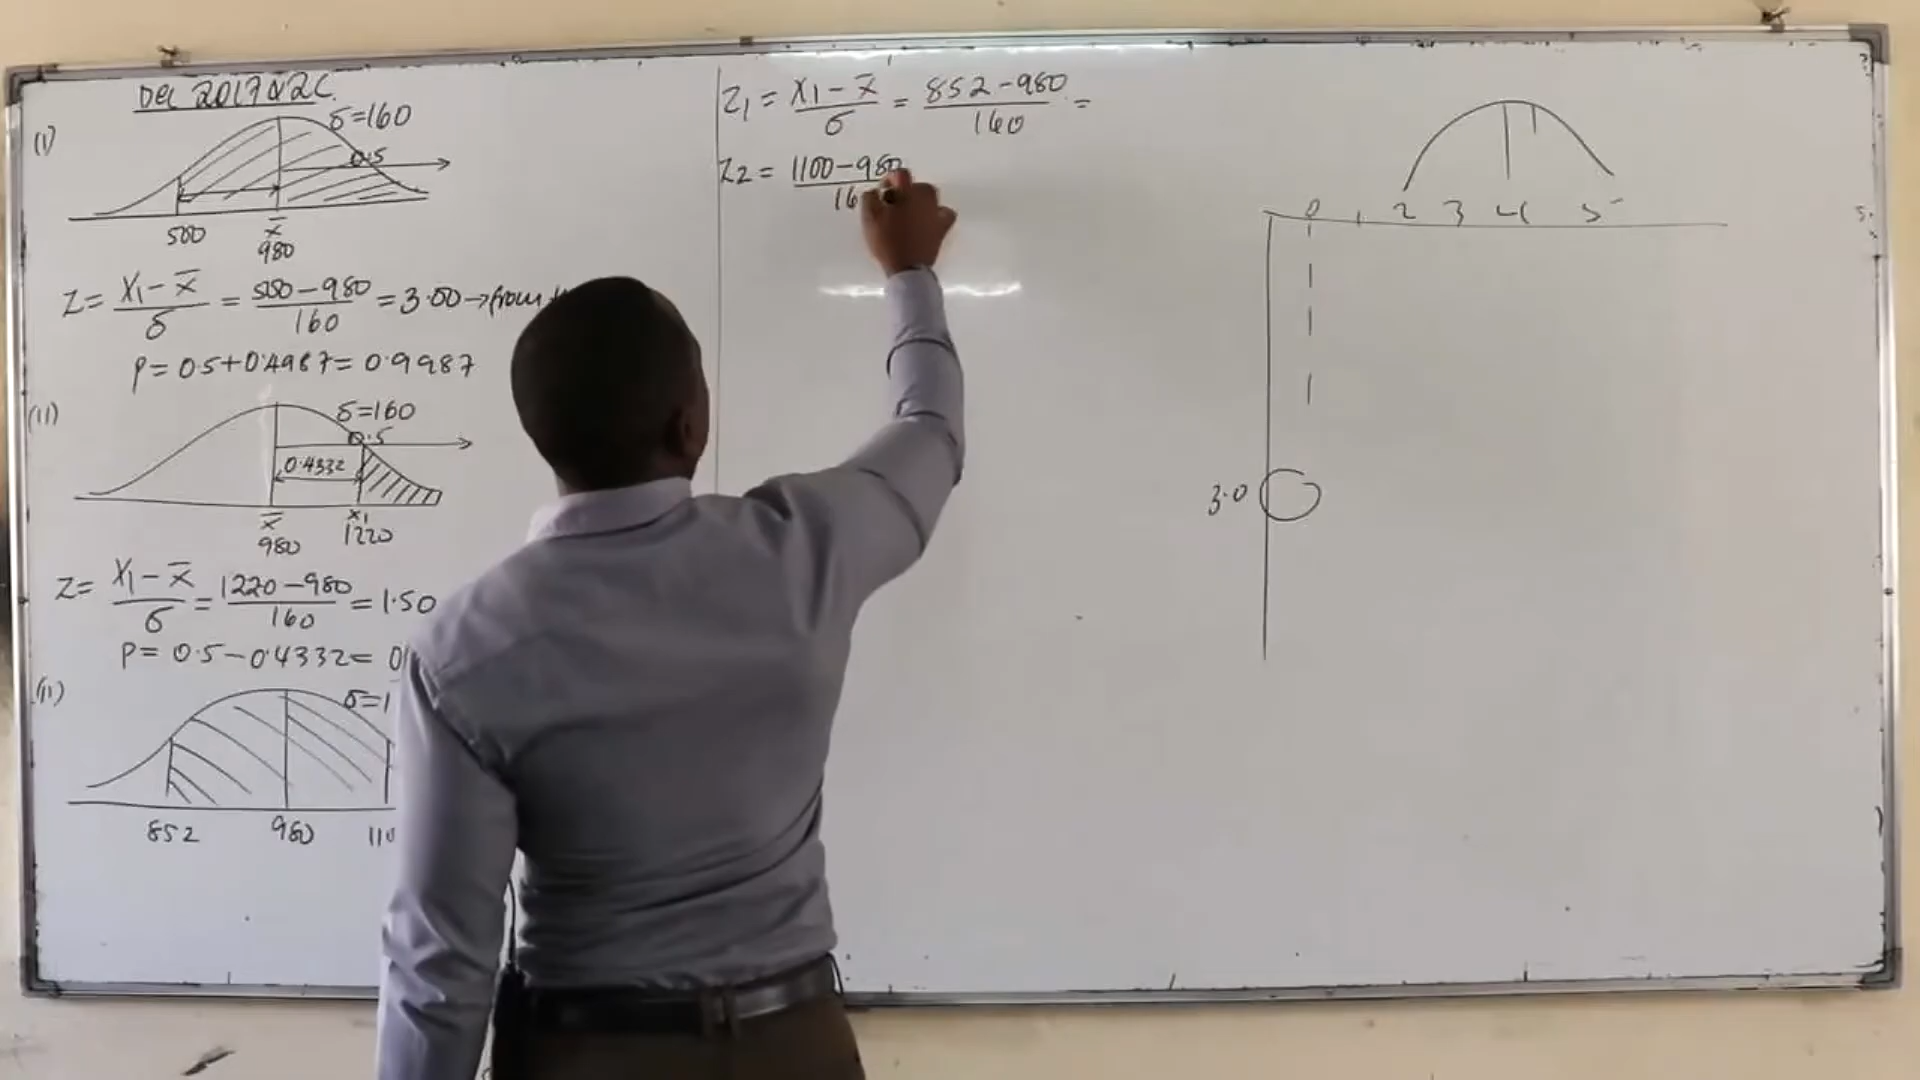 Dec 2017 Q2C
(i)
δ=160
0.5
500
x̄
980
Z = X₁ - x̄ / δ = 500 - 980 / 160 = 3.00 → from
P = 0.5+0.4987 = 0.9987
(ii)
δ=160
0.5
0.4332
x̄ x₁
980 1220
Z = X₁ - x̄ / δ = 1220 - 980 / 160 = 1.50
P = 0.5 - 0.4332 = 0
(ii)
δ=1
852 980 110
Z₁ = X₁ - x̄ / δ = 852 - 980 / 160 =
Z₂ = 1100 - 980 / 16
0 1 2 3 4 5
3.0